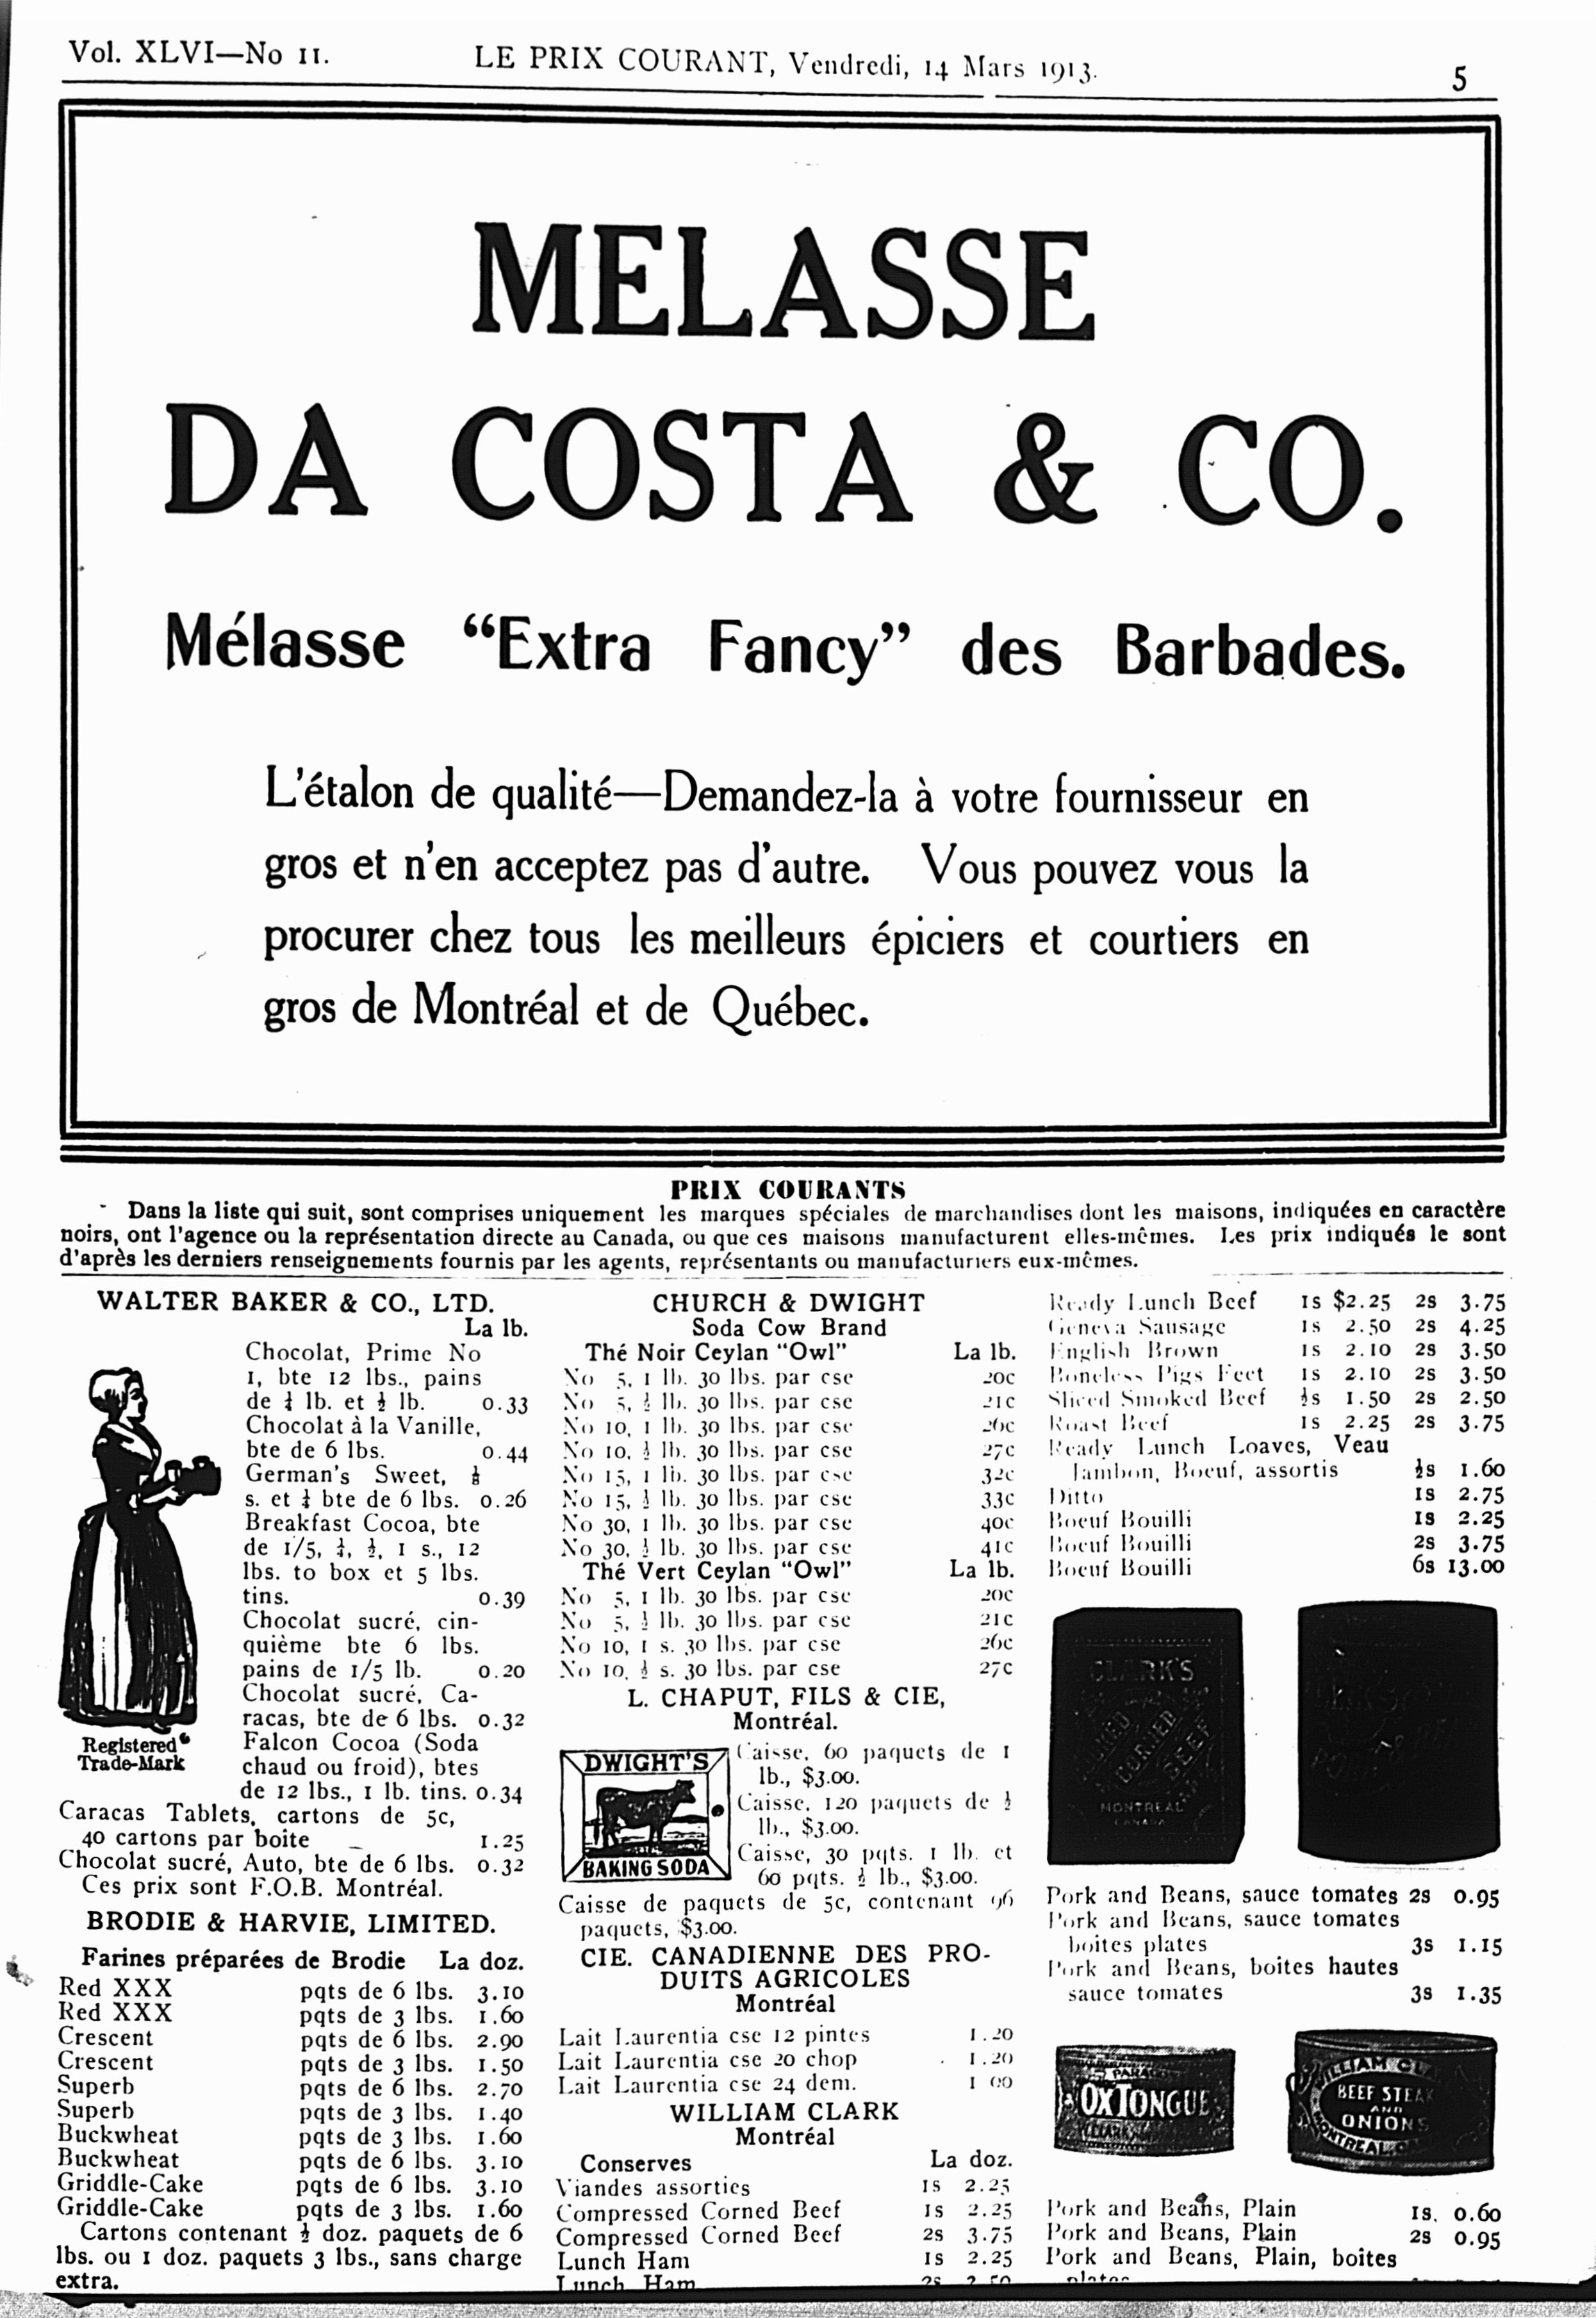 Vol. XLVI—No 11.
LE PRIX COURANT, Vendredi, 14 Mars 1913.
5
MELASSE
DA COSTA & CO.
Mélasse “Extra Fancy” des Barbades.
L'étalon de qualité—Demandez-la à votre fournisseur en
gros et n'en acceptez pas d'autre. Vous pouvez vous la
procurer chez tous les meilleurs épiciers et courtiers en
gros de Montréal et de Québec.
PRIX COURANTS
Dans la liste qui suit, sont comprises uniquement les marques spéciales de marchandises dont les maisons, indiquées en caractère
noirs, ont l'agence ou la représentation directe au Canada, ou que ces maisons manufacturent elles-mêmes. Les prix indiqués le sont
d'après les derniers renseignements fournis par les agents, représentants ou manufacturiers eux-mêmes.
WALTER BAKER & CO., LTD.
La lb.
Chocolat, Prime No
1, bte 12 lbs., pains
de ¼ lb. et ½ lb. 0.33
Chocolat à la Vanille,
bte de 6 lbs. 0.44
German's Sweet, ⅛
s. et ¼ bte de 6 lbs. 0.26
Breakfast Cocoa, bte
de 1/5, ¼, ½, 1 s., 12
lbs. to box et 5 lbs.
tins. 0.39
Chocolat sucré, cin-
quième bte 6 lbs.
pains de 1/5 lb. 0.20
Chocolat sucré, Ca-
racas, bte de 6 lbs. 0.32
Falcon Cocoa (Soda
chaud ou froid), btes
de 12 lbs., 1 lb. tins. 0.34
Registered
Trade-Mark
Caracas Tablets, cartons de 5c,
40 cartons par boite 1.25
Chocolat sucré, Auto, bte de 6 lbs. 0.32
Ces prix sont F.O.B. Montréal.
BRODIE & HARVIE, LIMITED.
Farines préparées de Brodie La doz.
Red XXX pqts de 6 lbs. 3.10
Red XXX pqts de 3 lbs. 1.60
Crescent pqts de 6 lbs. 2.90
Crescent pqts de 3 lbs. 1.50
Superb pqts de 6 lbs. 2.70
Superb pqts de 3 lbs. 1.40
Buckwheat pqts de 3 lbs. 1.60
Buckwheat pqts de 6 lbs. 3.10
Griddle-Cake pqts de 6 lbs. 3.10
Griddle-Cake pqts de 3 lbs. 1.60
Cartons contenant ½ doz. paquets de 6
lbs. ou 1 doz. paquets 3 lbs., sans charge
extra.
CHURCH & DWIGHT
Soda Cow Brand
Thé Noir Ceylan “Owl” La lb.
No 5, 1 lb. 30 lbs. par cse 20c
No 5, ½ lb. 30 lbs. par cse 21c
No 10, 1 lb. 30 lbs. par cse 26c
No 10, ½ lb. 30 lbs. par cse 27c
No 15, 1 lb. 30 lbs. par cse 32c
No 15, ½ lb. 30 lbs. par cse 33c
No 30, 1 lb. 30 lbs. par cse 40c
No 30, ½ lb. 30 lbs. par cse 41c
Thé Vert Ceylan “Owl” La lb.
No 5, 1 lb. 30 lbs. par cse 20c
No 5, ½ lb. 30 lbs. par cse 21c
No 10, 1 s. 30 lbs. par cse 26c
No 10, ½ s. 30 lbs. par cse 27c
L. CHAPUT, FILS & CIE,
Montréal.
DWIGHT'S
BAKING SODA
Caisse, 60 paquets de 1
lb., $3.00.
Caisse, 120 paquets de ½
lb., $3.00.
Caisse, 30 pqts. 1 lb. et
60 pqts. ½ lb., $3.00.
Caisse de paquets de 5c, contenant 96
paquets, $3.00.
CIE. CANADIENNE DES PRO-
DUITS AGRICOLES
Montréal
Lait Laurentia cse 12 pintes 1.20
Lait Laurentia cse 20 chop 1.20
Lait Laurentia cse 24 dem. 1 00
WILLIAM CLARK
Montréal
Conserves La doz.
Viandes assorties 1s 2.25
Compressed Corned Beef 1s 2.25
Compressed Corned Beef 2s 3.75
Lunch Ham 1s 2.25
Lunch Ham 2s
Ready Lunch Beef 1s $2.25 2s 3.75
Geneva Sausage 1s 2.50 2s 4.25
English Brown 1s 2.10 2s 3.50
Boneless Pigs Feet 1s 2.10 2s 3.50
Sliced Smoked Beef ½s 1.50 2s 2.50
Roast Beef 1s 2.25 2s 3.75
Ready Lunch Loaves, Veau
Jambon, Boeuf, assortis ½s 1.60
Ditto 1s 2.75
Boeuf Bouilli 1s 2.25
Boeuf Bouilli 2s 3.75
Boeuf Bouilli 6s 13.00
CLARK'S
CORNED
BEEF
MONTREAL
CANADA
Pork and Beans, sauce tomates 2s 0.95
Pork and Beans, sauce tomates
boites plates 3s 1.15
Pork and Beans, boites hautes
sauce tomates 3s 1.35
OX TONGUE
BEEF STEAK
AND
ONIONS
Pork and Beans, Plain 1s. 0.60
Pork and Beans, Plain 2s 0.95
Pork and Beans, Plain, boites